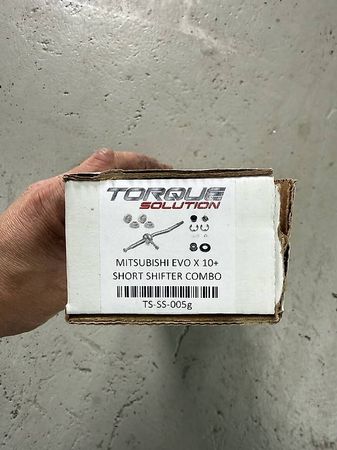 TORQUE
SOLUTION
MITSUBISHI EVO X 10+
SHORT SHIFTER COMBO
TS-SS-005g